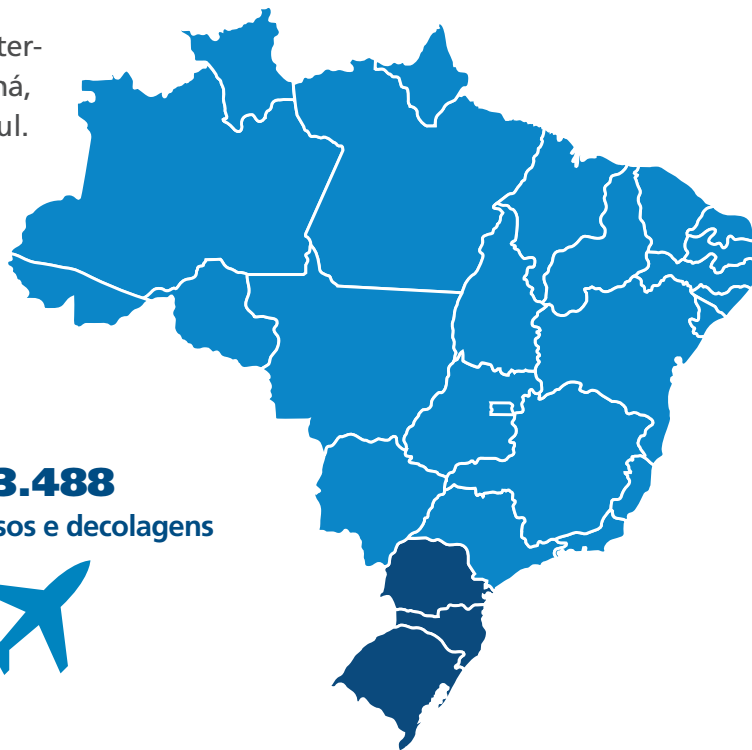 ter-
ná,
ul.
3.488
sos e decolagens